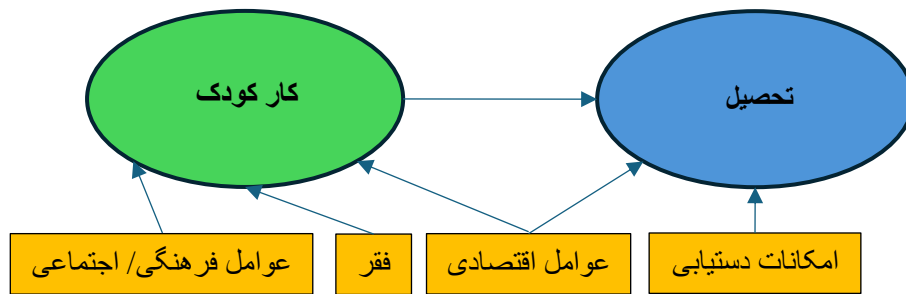 تحصیل
کار کودک
امکانات دستیابی
عوامل اقتصادی
فقر
عوامل فرهنگی/ اجتماعی